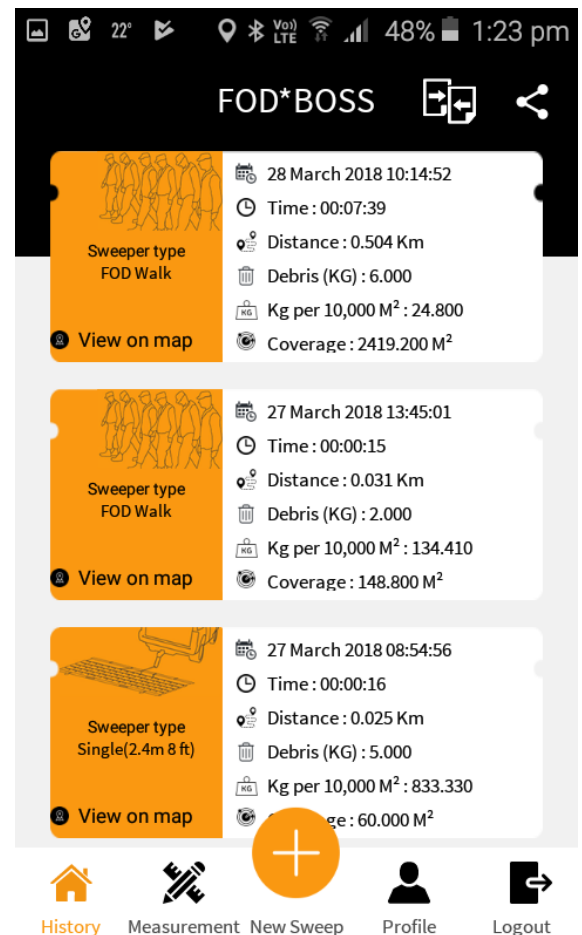 22°
Vo))
LTE
48%
1:23 pm
FOD*BOSS
28 March 2018 10:14:52
Time : 00:07:39
Distance : 0.504 Km
Debris (KG) : 6.000
KG
Kg per 10,000 M² : 24.800
Coverage : 2419.200 M²
Sweeper type
FOD Walk
View on map
27 March 2018 13:45:01
Time : 00:00:15
Distance : 0.031 Km
Debris (KG) : 2.000
KG
Kg per 10,000 M² : 134.410
Coverage : 148.800 M²
Sweeper type
FOD Walk
View on map
27 March 2018 08:54:56
Time : 00:00:16
Distance : 0.025 Km
Debris (KG) : 5.000
KG
Kg per 10,000 M² : 833.330
ge : 60.000 M²
Sweeper type
Single(2.4m 8 ft)
View on map
History
Measurement
New Sweep
Profile
Logout